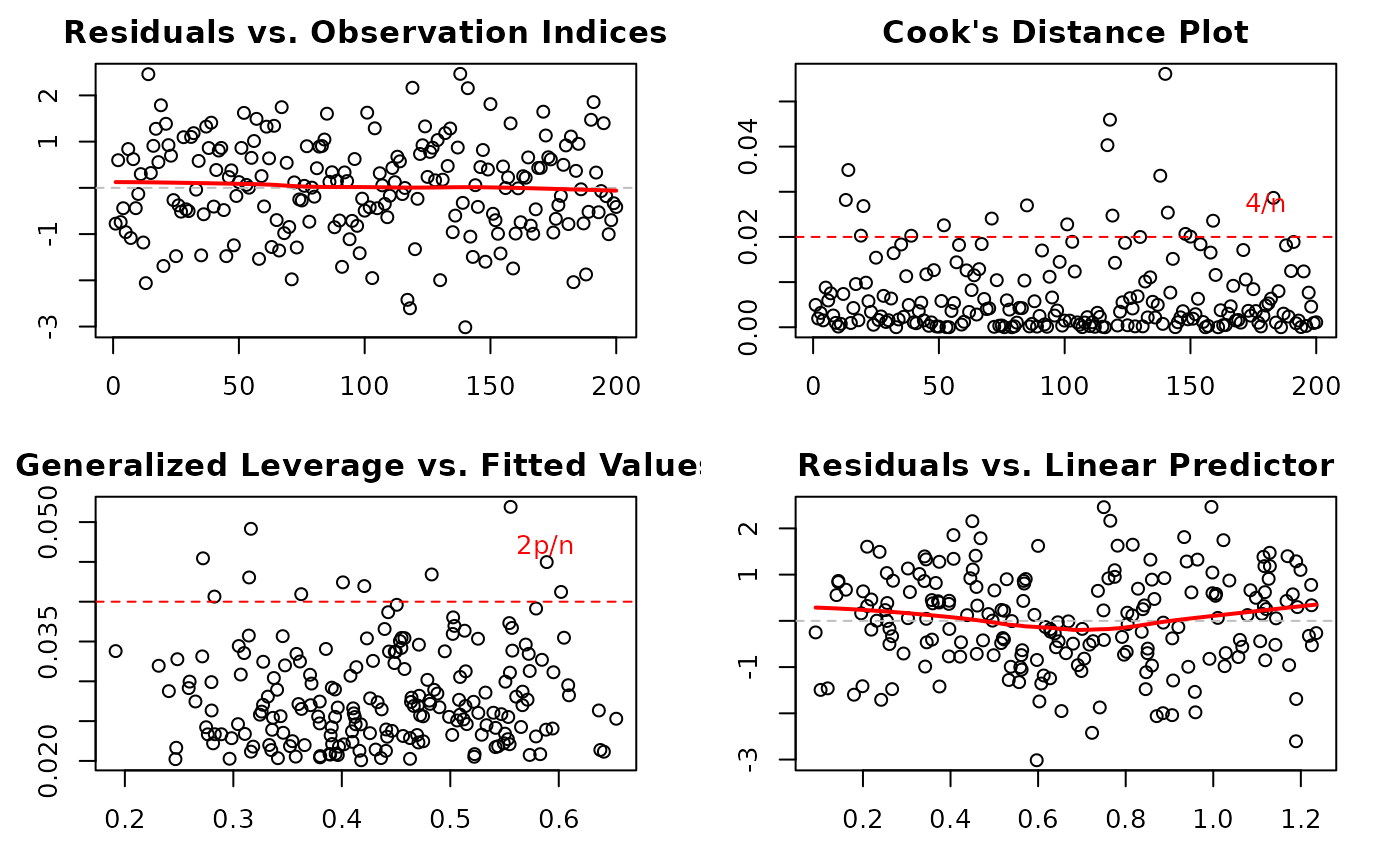 Residuals vs. Observation Indices
2
1
-1
-3
0 50 100 150 200
Cook's Distance Plot
0.04
0.02
0.00
4/n
0 50 100 150 200
Generalized Leverage vs. Fitted Values
0.050
0.035
0.020
2p/n
0.2 0.3 0.4 0.5 0.6
Residuals vs. Linear Predictor
2
1
-1
-3
0.2 0.4 0.6 0.8 1.0 1.2